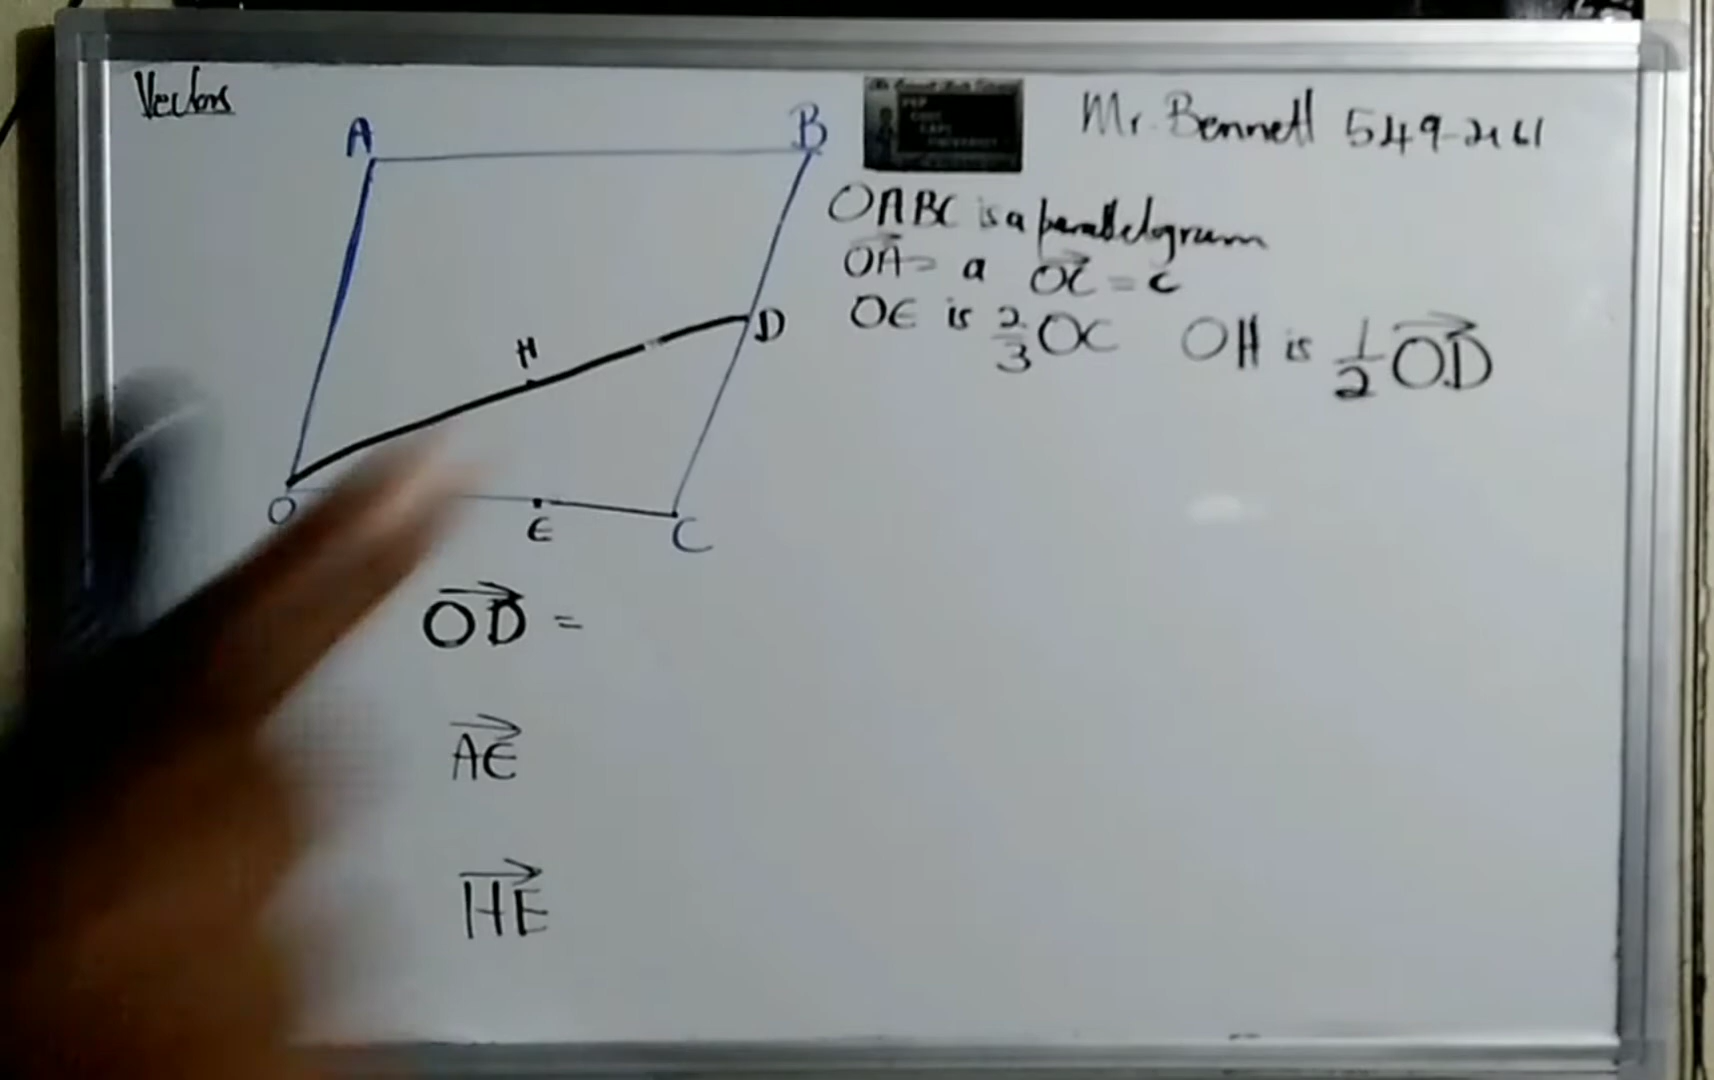 Vectors
A
B
Mr. Bennett 549-2161
OABC is a parallelogram
OA = a OC = c
OE is 2/3 OC OH is 1/2 OD
D
H
O
E
C
OD =
AE
HE